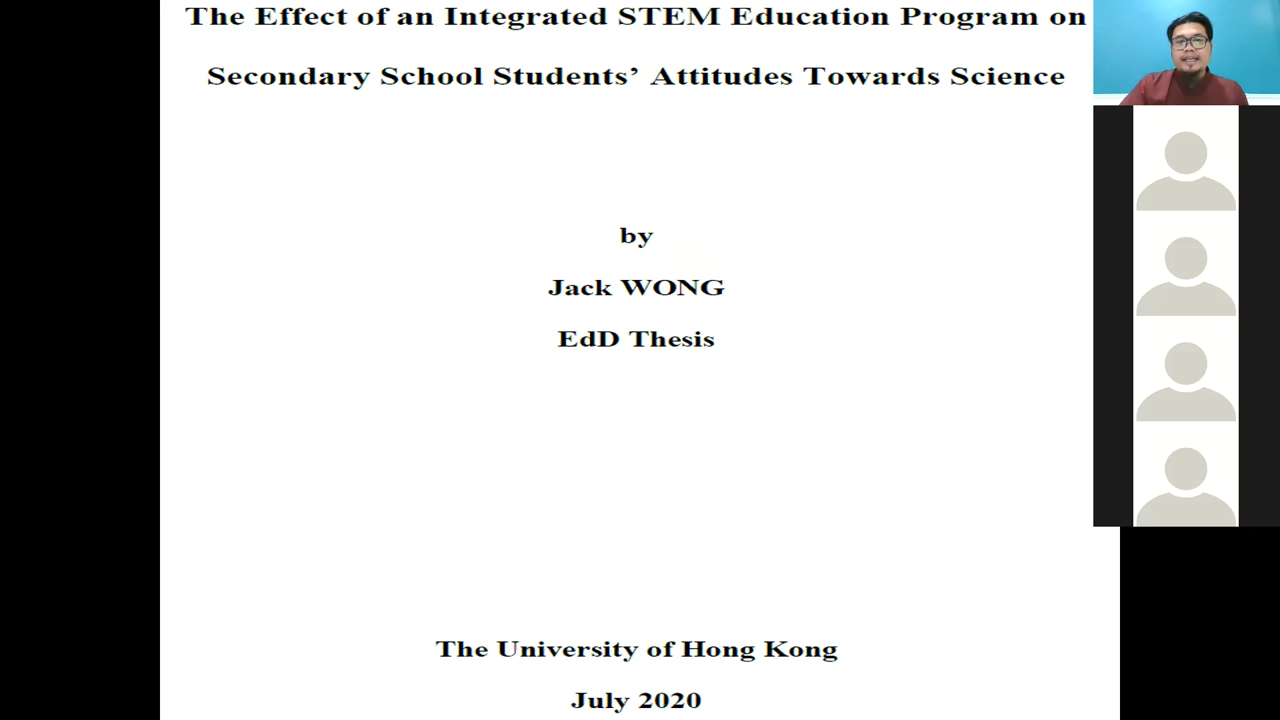 The Effect of an Integrated STEM Education Program on
Secondary School Students’ Attitudes Towards Science
by
Jack WONG
EdD Thesis
The University of Hong Kong
July 2020